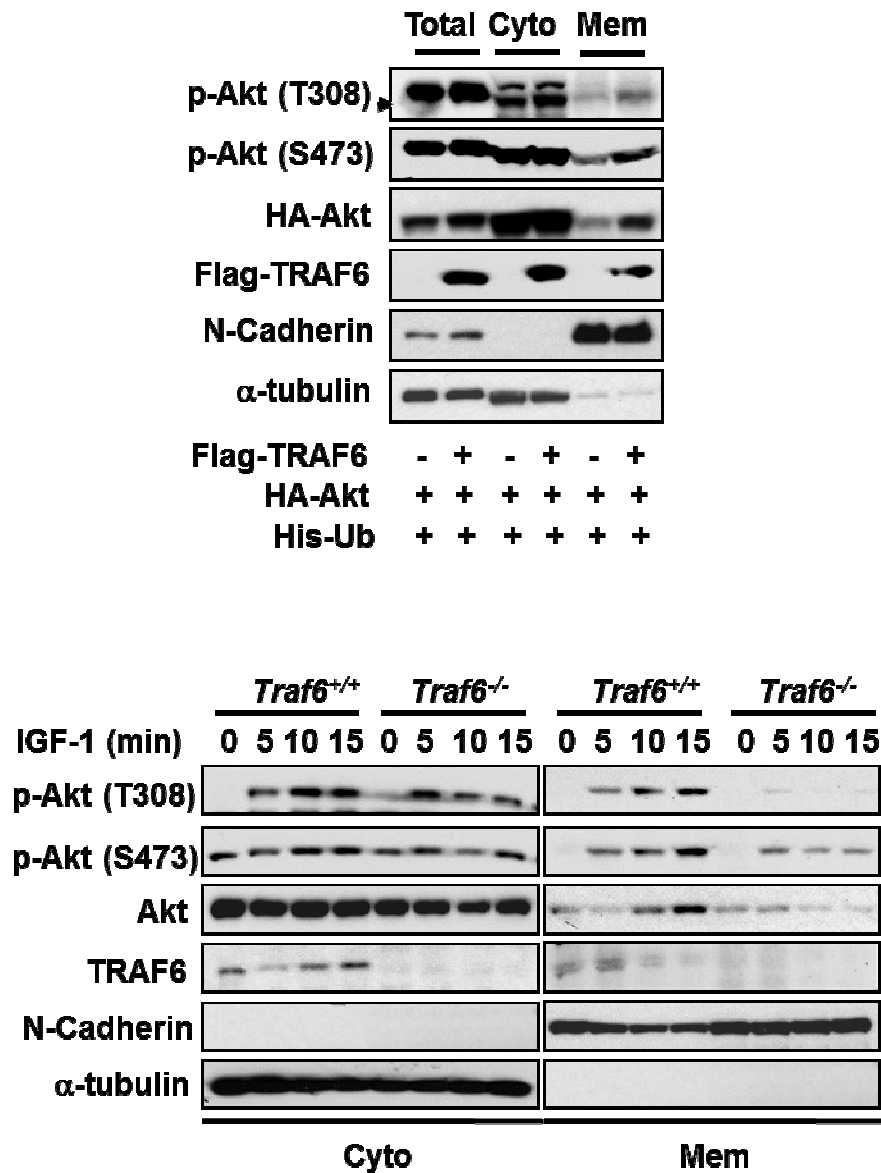 Total Cyto Mem
p-Akt (T308)
p-Akt (S473)
HA-Akt
Flag-TRAF6
N-Cadherin
α-tubulin
Flag-TRAF6 - + - + - +
HA-Akt + + + + + +
His-Ub + + + + + +
Traf6+/+ Traf6-/- Traf6+/+ Traf6-/-
IGF-1 (min) 0 5 10 15 0 5 10 15 0 5 10 15 0 5 10 15
p-Akt (T308)
p-Akt (S473)
Akt
TRAF6
N-Cadherin
α-tubulin
Cyto Mem